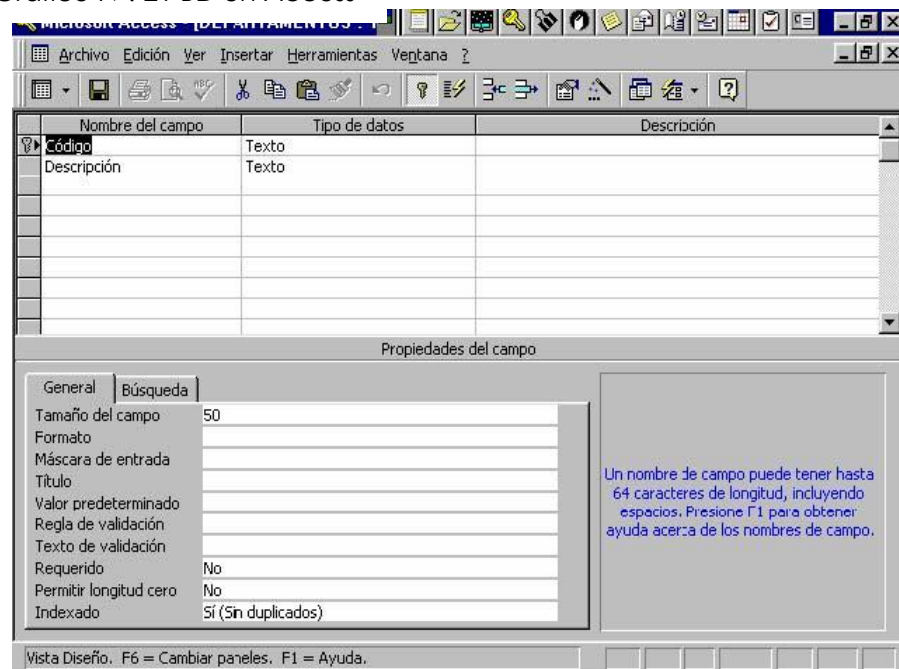 Microsoft Access - [DEPARTAMENTOS : T
Archivo Edición Ver Insertar Herramientas Ventana ?
Nombre del campo Tipo de datos Descripción
Código Texto
Descripción Texto
Propiedades del campo
General Búsqueda
Tamaño del campo 50
Formato
Máscara de entrada
Título
Valor predeterminado
Regla de validación
Texto de validación
Requerido No
Permitir longitud cero No
Indexado Sí (Sin duplicados)
Un nombre de campo puede tener hasta
64 caracteres de longitud, incluyendo
espacios. Presione F1 para obtener
ayuda acerca de los nombres de campo.
Vista Diseño. F6 = Cambiar paneles. F1 = Ayuda.